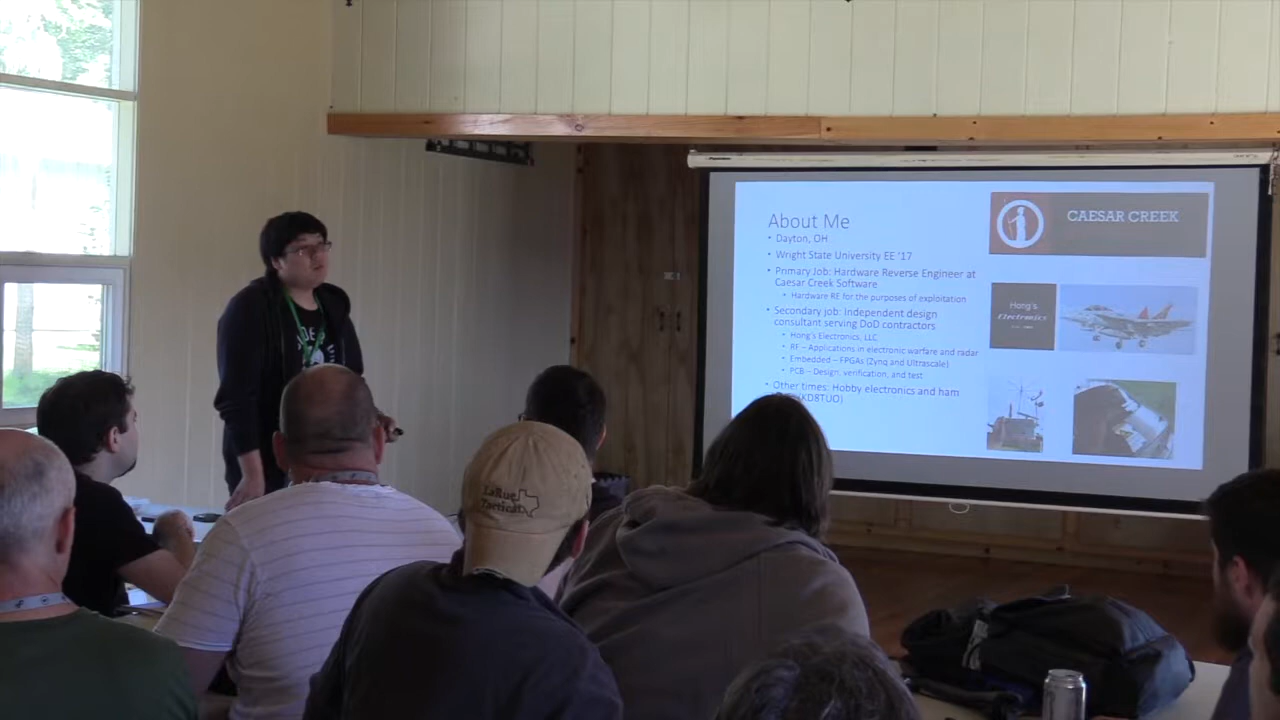 About Me
• Dayton, OH
• Wright State University EE '17
• Primary Job: Hardware Reverse Engineer at
Caesar Creek Software
• Hardware RE for the purposes of exploitation
• Secondary job: Independent design
consultant serving DoD contractors
• Hong's Electronics, LLC
• RF – Applications in electronic warfare and radar
• Embedded – FPGAs (Zynq and Ultrascale)
• PCB – Design, verification, and test
• Other times: Hobby electronics and ham
(KD8TUO)
CAESAR CREEK
Hong's
Electronics
LaRue
Tactical